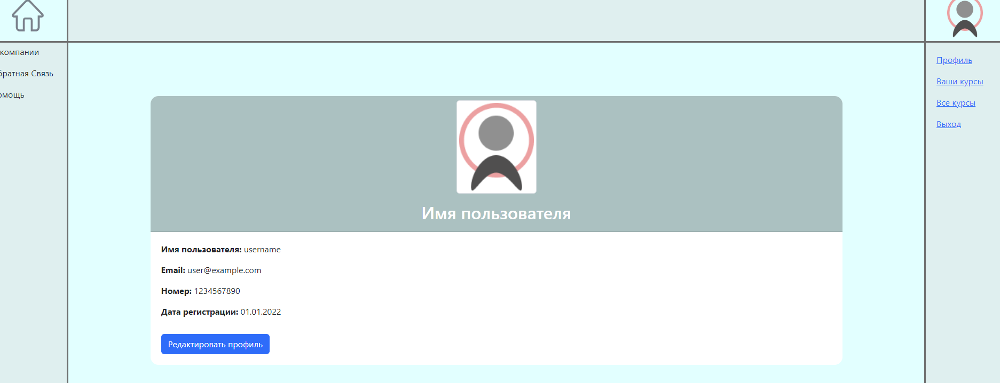 компании
братная Связь
омощь
Профиль
Ваши курсы
Все курсы
Выход
Имя пользователя
Имя пользователя: username
Email: user@example.com
Номер: 1234567890
Дата регистрации: 01.01.2022
Редактировать профиль